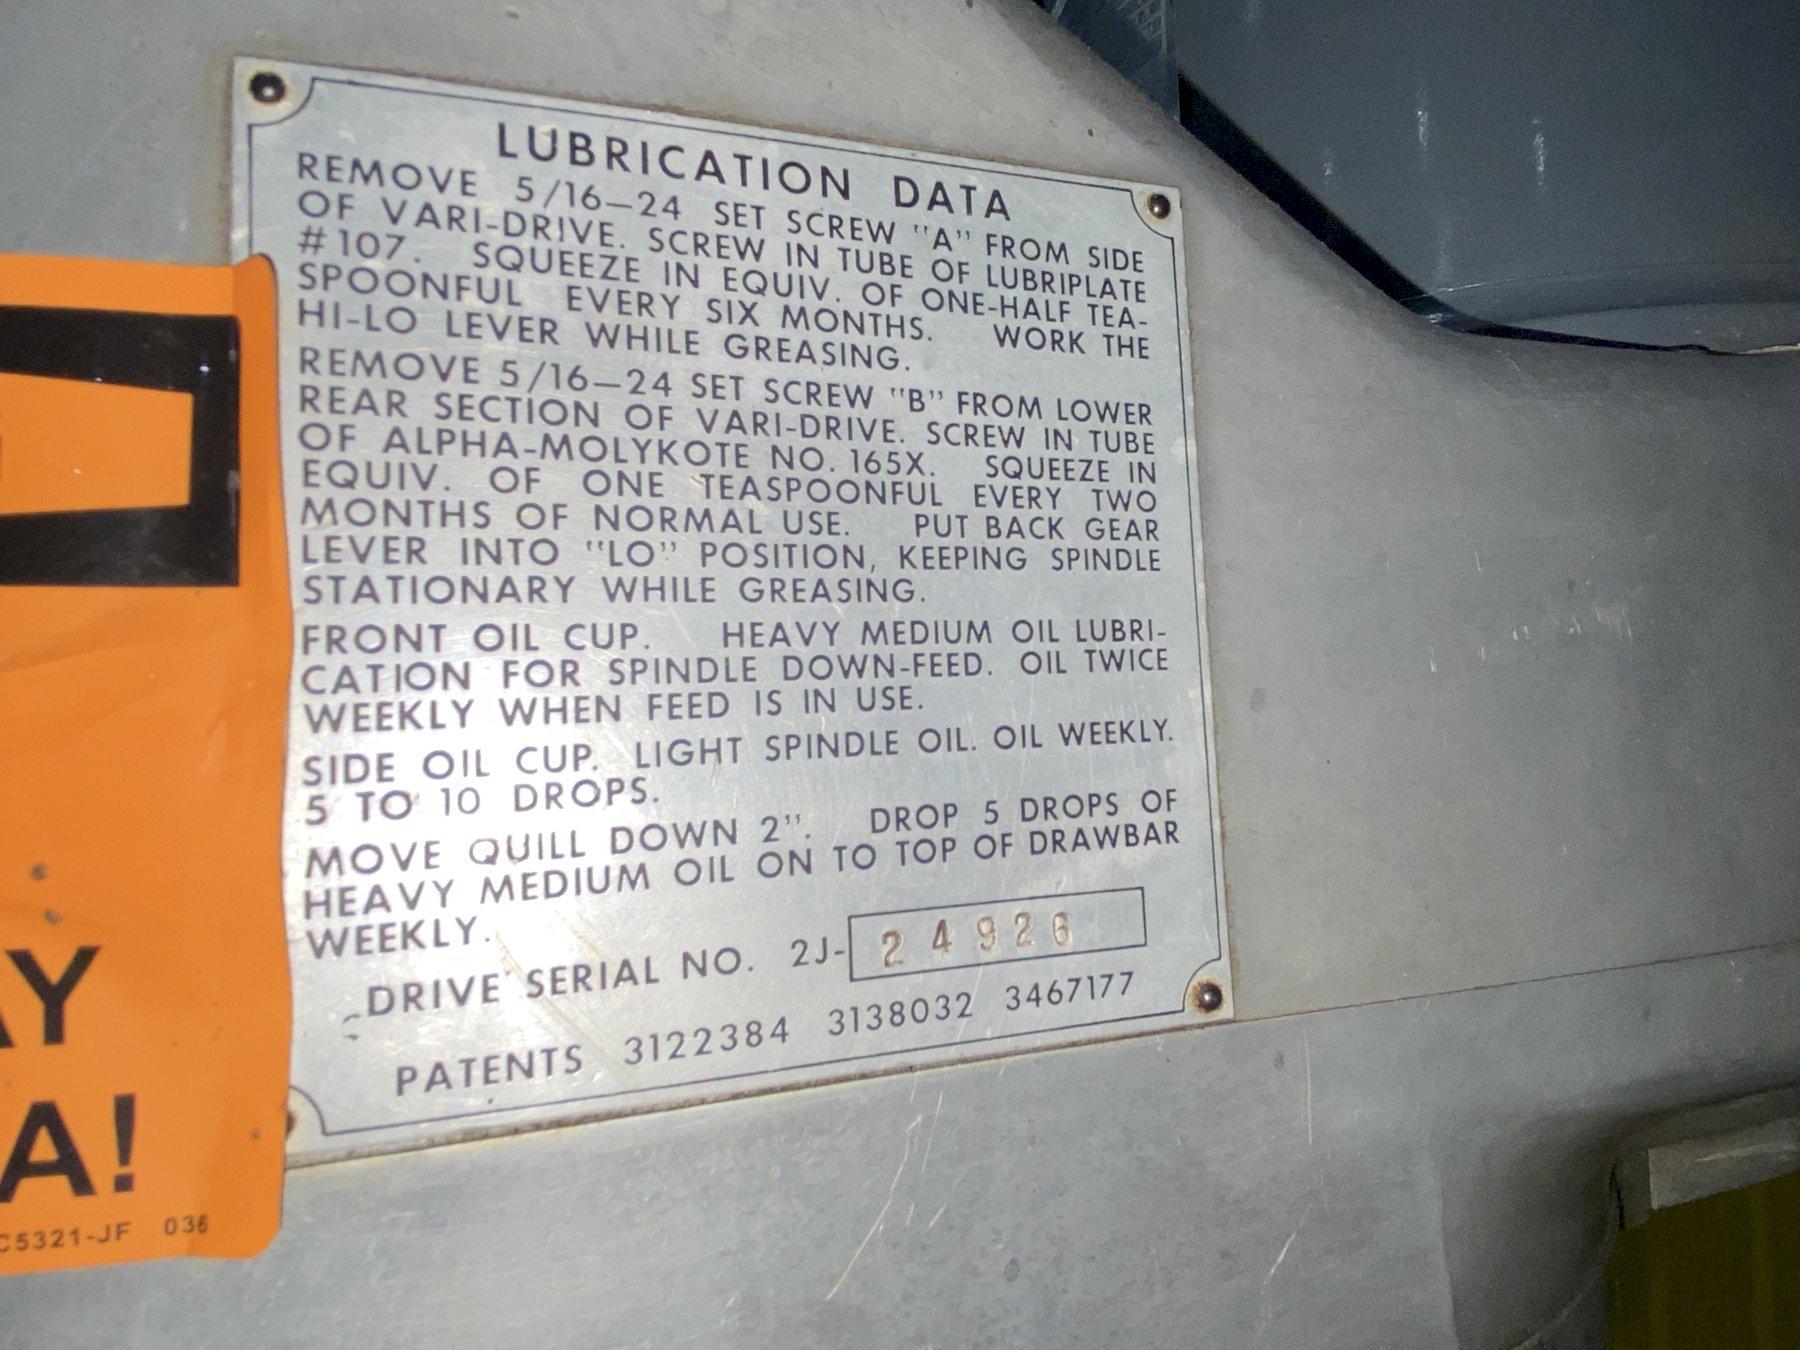 LUBRICATION DATA
REMOVE 5/16—24 SET SCREW "A" FROM SIDE
OF VARI-DRIVE. SCREW IN TUBE OF LUBRIPLATE
#107. SQUEEZE IN EQUIV. OF ONE-HALF TEA-
SPOONFUL EVERY SIX MONTHS. WORK THE
HI-LO LEVER WHILE GREASING.
REMOVE 5/16—24 SET SCREW "B" FROM LOWER
REAR SECTION OF VARI-DRIVE. SCREW IN TUBE
OF ALPHA-MOLYKOTE NO. 165X. SQUEEZE IN
EQUIV. OF ONE TEASPOONFUL EVERY TWO
MONTHS OF NORMAL USE. PUT BACK GEAR
LEVER INTO "LO" POSITION, KEEPING SPINDLE
STATIONARY WHILE GREASING.
FRONT OIL CUP. HEAVY MEDIUM OIL LUBRI-
CATION FOR SPINDLE DOWN-FEED. OIL TWICE
WEEKLY WHEN FEED IS IN USE.
SIDE OIL CUP. LIGHT SPINDLE OIL. OIL WEEKLY.
5 TO 10 DROPS.
MOVE QUILL DOWN 2". DROP 5 DROPS OF
HEAVY MEDIUM OIL ON TO TOP OF DRAWBAR
WEEKLY.
DRIVE SERIAL NO. 2J-24926
PATENTS 3122384 3138032 3467177
AY
A!
C5321-JF 036